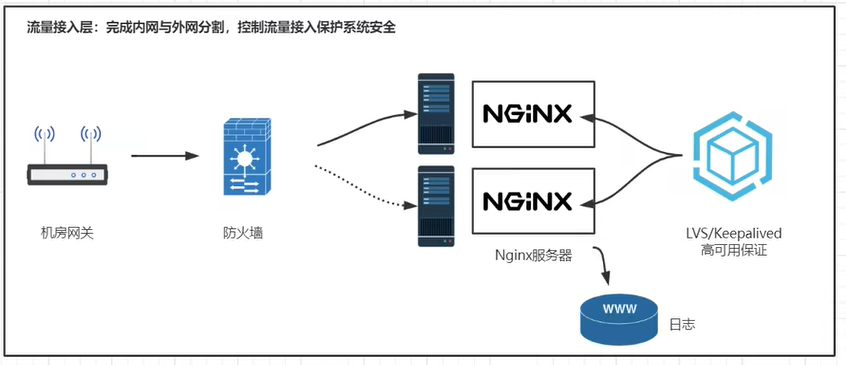 流量接入层：完成内网与外网分割，控制流量接入保护系统安全
NGINX
NGINX
机房网关
防火墙
Nginx服务器
LVS/Keepalived
高可用保证
WWW
日志